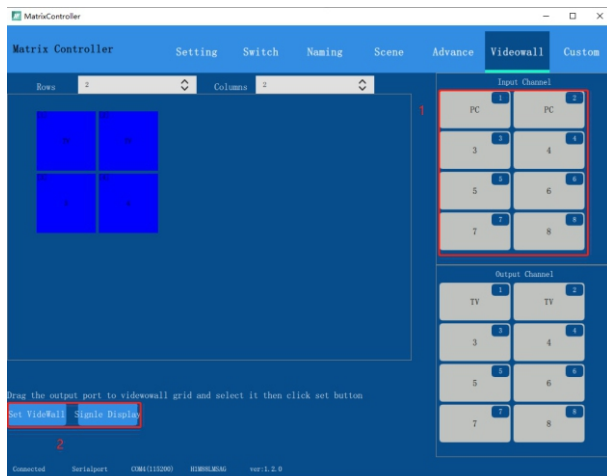 MatrixController
Matrix Controller Setting Switch Naming Scene Advance Videowall Custom
Rows 2 Columns 2
Input Channel
1
1 2
PC PC
3 4
3 4
5 6
5 6
7 8
7 8
Output Channel
1 2
TV TV
3 4
3 4
5 6
5 6
7 8
7 8
Drag the output port to videwowall grid and select it then click set button
Set VideWall Signle Display
2
Connected Serialport COM4(115200) ver:1.2.0